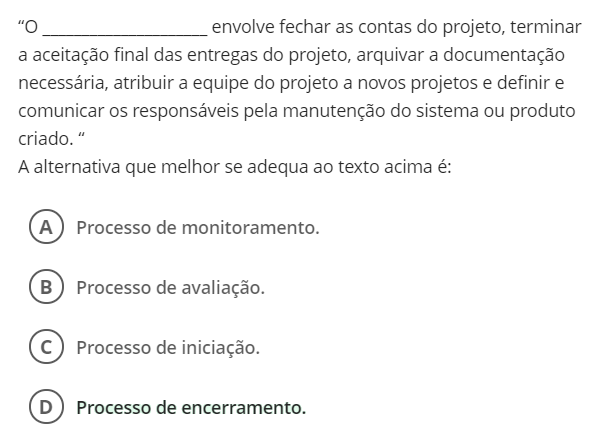 “O ______________________ envolve fechar as contas do projeto, terminar
a aceitação final das entregas do projeto, arquivar a documentação
necessária, atribuir a equipe do projeto a novos projetos e definir e
comunicar os responsáveis pela manutenção do sistema ou produto
criado. “
A alternativa que melhor se adequa ao texto acima é:
A Processo de monitoramento.
B Processo de avaliação.
C Processo de iniciação.
D Processo de encerramento.